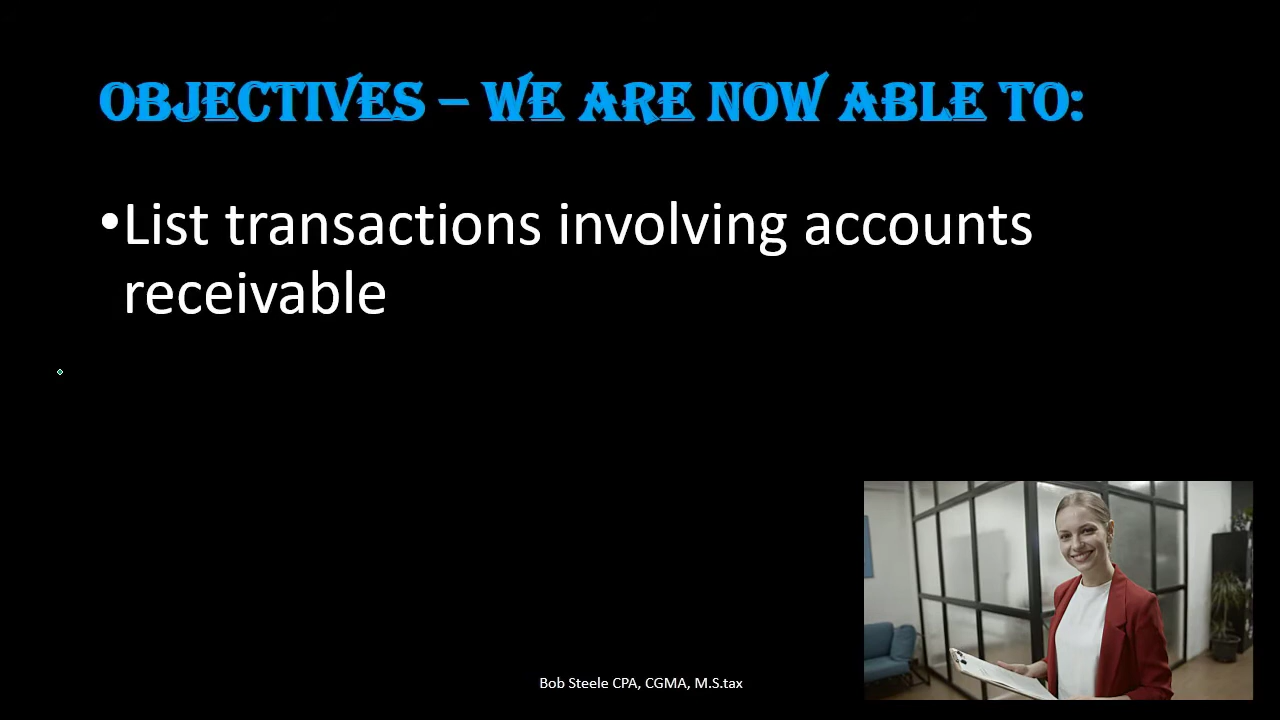 OBJECTIVES – WE ARE NOW ABLE TO:
•List transactions involving accounts
receivable
Bob Steele CPA, CGMA, M.S.tax